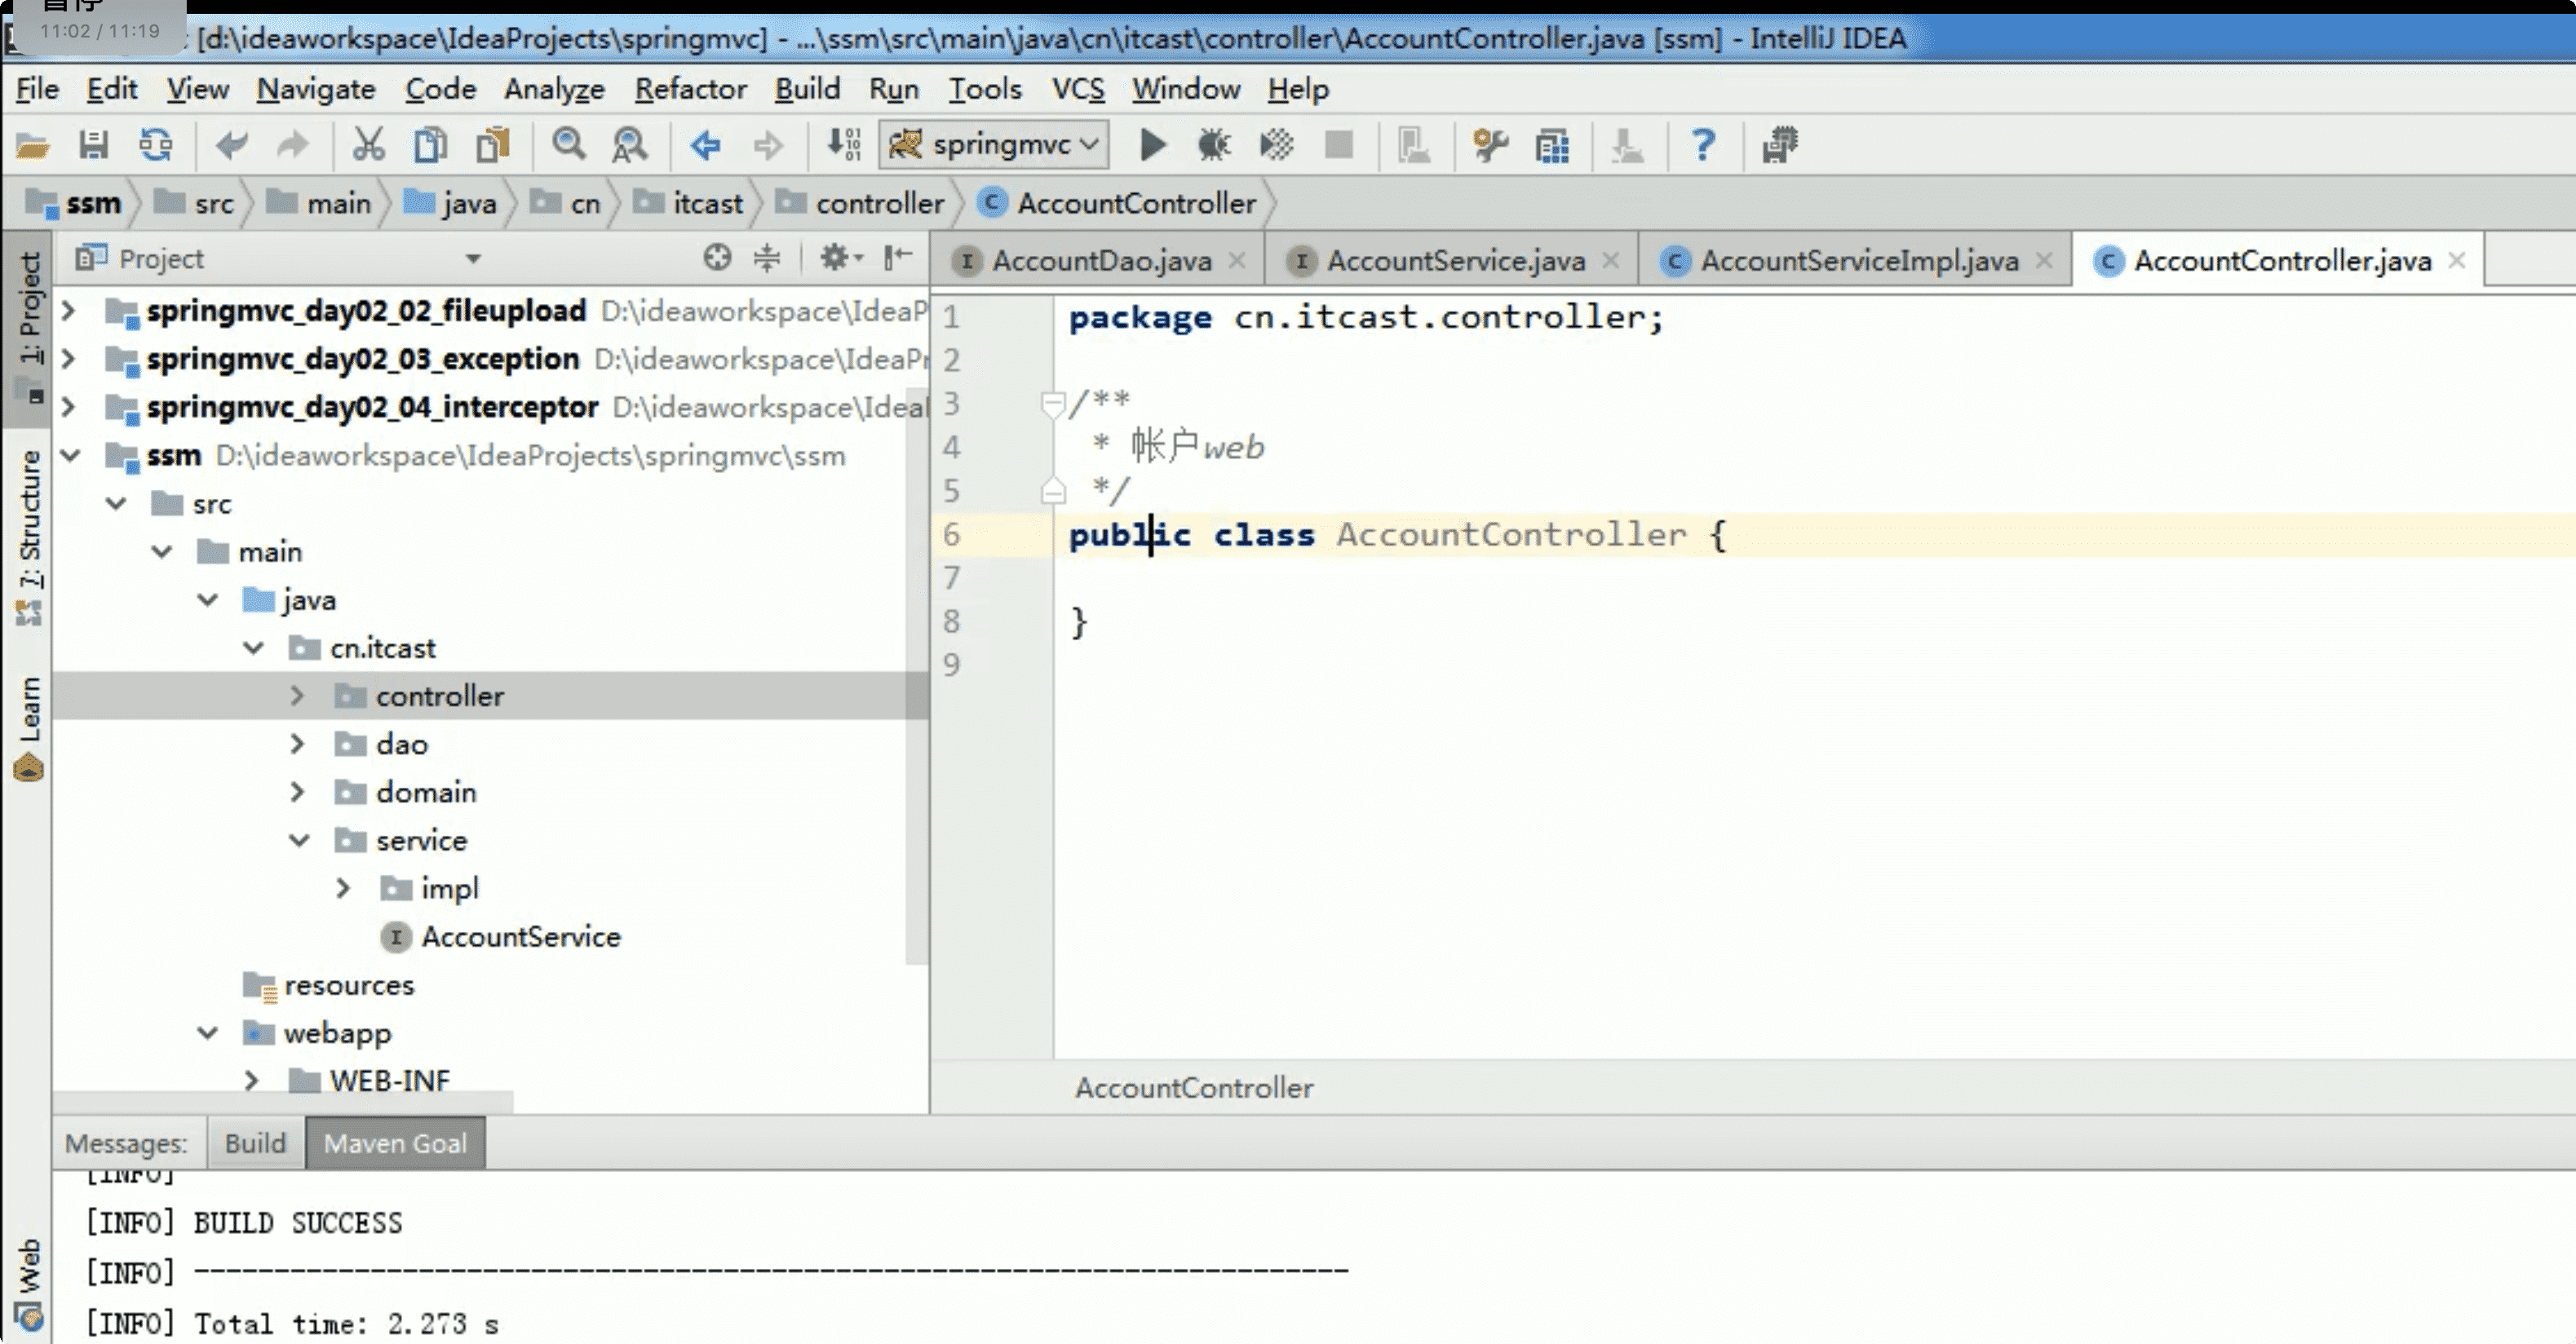 暂停
11:02 / 11:19
[d:\ideaworkspace\IdeaProjects\springmvc] - ...\ssm\src\main\java\cn\itcast\controller\AccountController.java [ssm] - IntelliJ IDEA
File Edit View Navigate Code Analyze Refactor Build Run Tools VCS Window Help
springmvc
ssm src main java cn itcast controller AccountController
1: Project
7: Structure
Learn
Web
Project
springmvc_day02_02_fileupload D:\ideaworkspace\IdeaP
springmvc_day02_03_exception D:\ideaworkspace\IdeaPr
springmvc_day02_04_interceptor D:\ideaworkspace\Ideal
ssm D:\ideaworkspace\IdeaProjects\springmvc\ssm
src
main
java
cn.itcast
controller
dao
domain
service
impl
AccountService
resources
webapp
WEB-INF
AccountDao.java AccountService.java AccountServiceImpl.java AccountController.java
1 package cn.itcast.controller;
2
3 /**
4 * 帐户web
5 */
6 public class AccountController {
7
8 }
9
AccountController
Messages: Build Maven Goal
[INFO]
[INFO] BUILD SUCCESS
[INFO] ------------------------------------------------------------------------
[INFO] Total time: 2.273 s